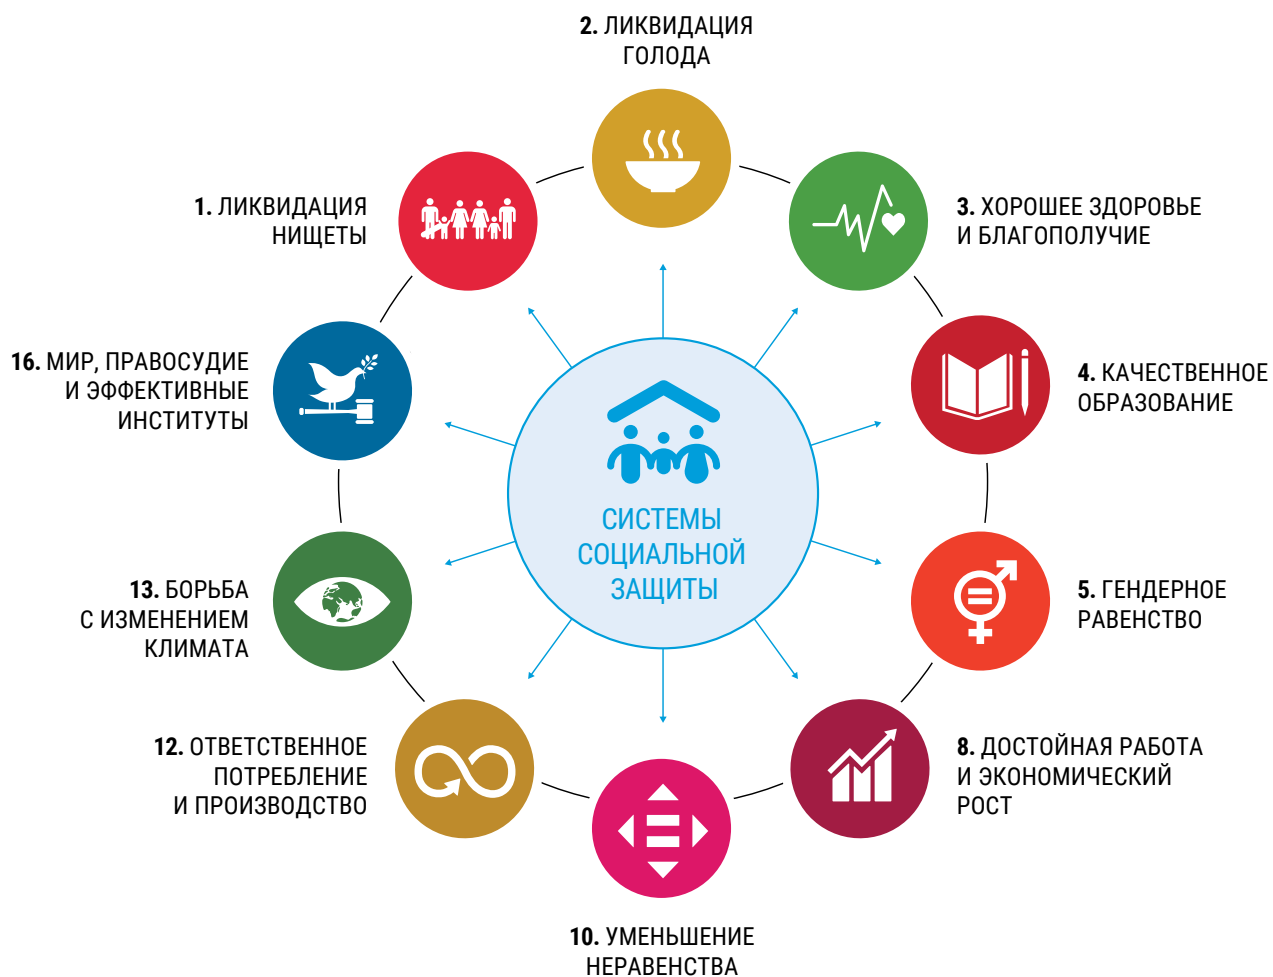 2. ЛИКВИДАЦИЯ
ГОЛОДА
1. ЛИКВИДАЦИЯ
НИЩЕТЫ
3. ХОРОШЕЕ ЗДОРОВЬЕ
И БЛАГОПОЛУЧИЕ
16. МИР, ПРАВОСУДИЕ
И ЭФФЕКТИВНЫЕ
ИНСТИТУТЫ
4. КАЧЕСТВЕННОЕ
ОБРАЗОВАНИЕ
СИСТЕМЫ
СОЦИАЛЬНОЙ
ЗАЩИТЫ
13. БОРЬБА
С ИЗМЕНЕНИЕМ
КЛИМАТА
5. ГЕНДЕРНОЕ
РАВЕНСТВО
12. ОТВЕТСТВЕННОЕ
ПОТРЕБЛЕНИЕ
И ПРОИЗВОДСТВО
8. ДОСТОЙНАЯ РАБОТА
И ЭКОНОМИЧЕСКИЙ
РОСТ
10. УМЕНЬШЕНИЕ
НЕРАВЕНСТВА